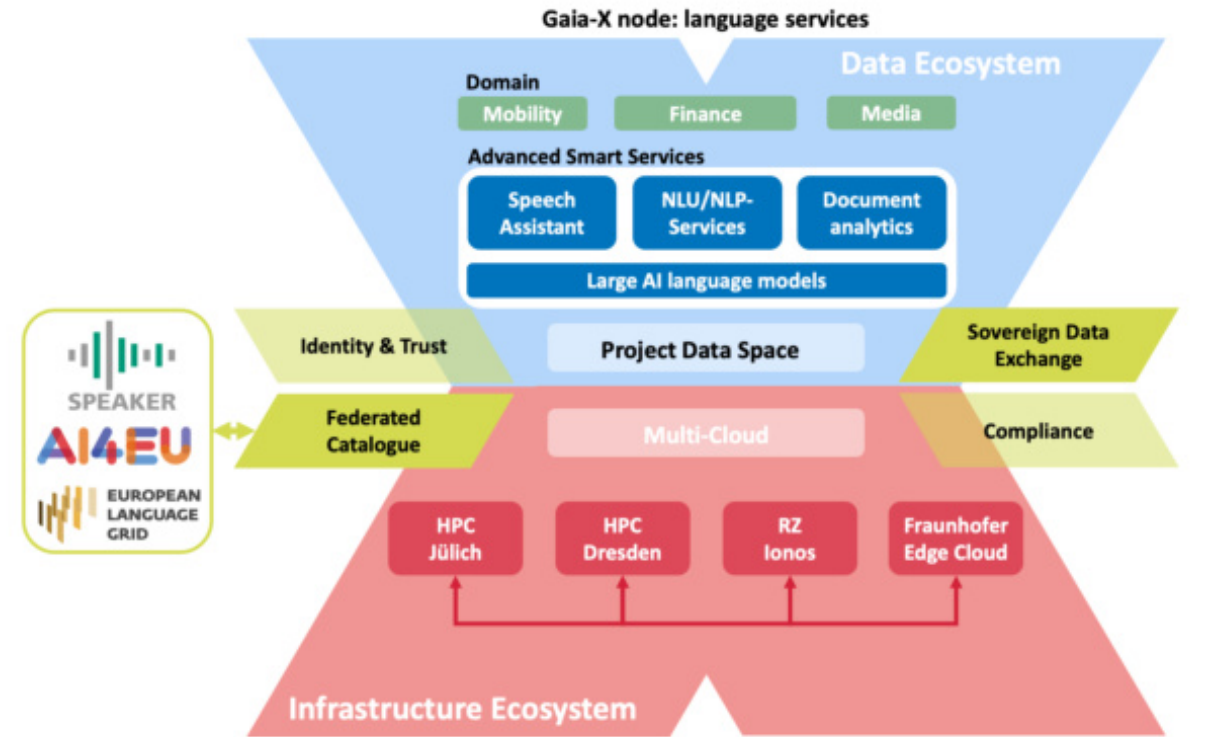 Gaia-X node: language services
Data Ecosystem
Domain
Mobility
Finance
Media
Advanced Smart Services
Speech
Assistant
NLU/NLP-
Services
Document
analytics
Large AI language models
Identity & Trust
Project Data Space
Sovereign Data
Exchange
SPEAKER
AI4EU
EUROPEAN
LANGUAGE
GRID
Federated
Catalogue
Multi-Cloud
Compliance
HPC
Jülich
HPC
Dresden
RZ
Ionos
Fraunhofer
Edge Cloud
Infrastructure Ecosystem